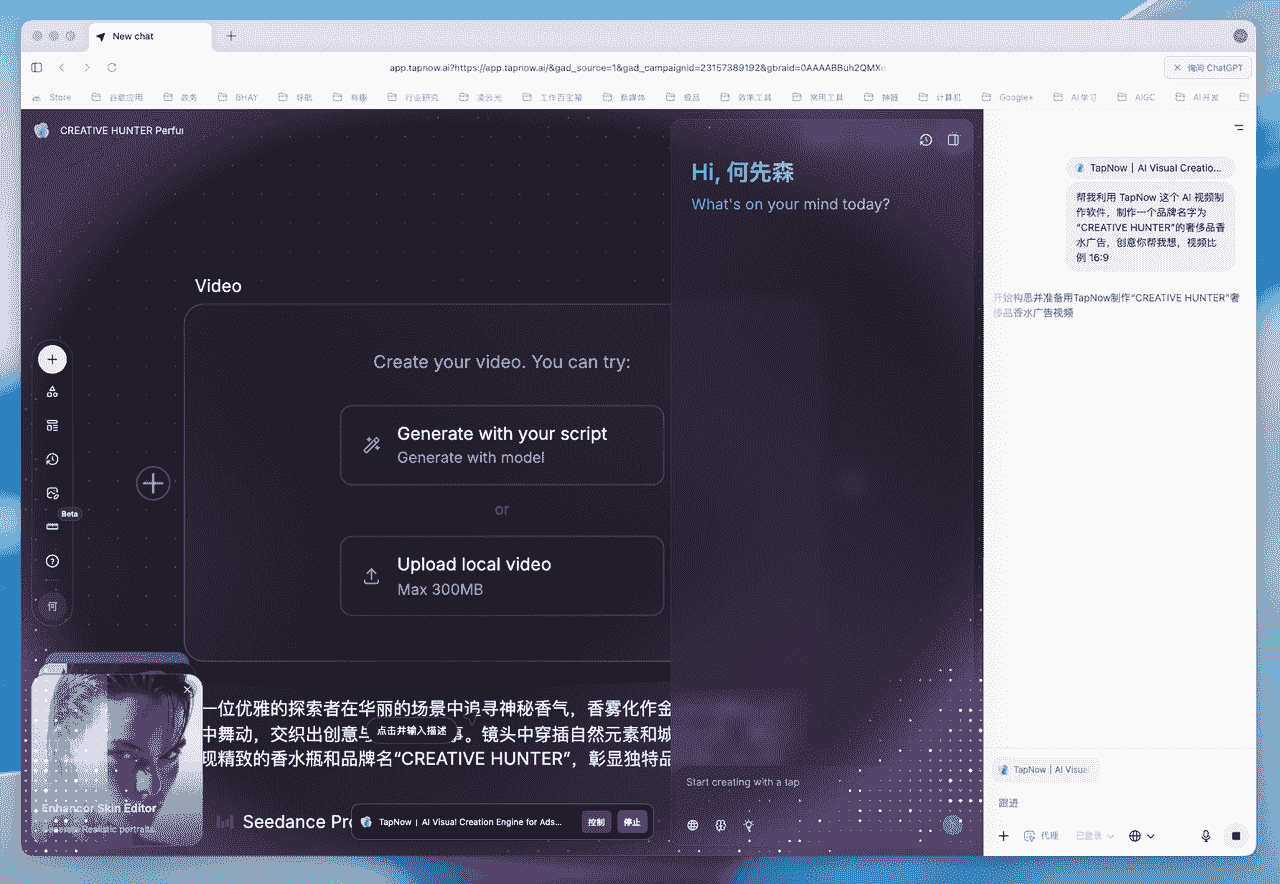 New chat
app.tapnow.ai?https://app.tapnow.ai/&gad_source=1&gad_campaignid=23157389192&gbraid=0AAAABBuh2QMX
询问 ChatGPT
Store
谷歌应用
政务
BHAY
导航
有趣
行业研究
凌云光
工作百宝箱
新媒体
极品
效率工具
常用工具
神器
计算机
Google+
AI学习
AIGC
AI开发
CREATIVE HUNTER Perfu
Hi, 何先森
What's on your mind today?
Video
Create your video. You can try:
Generate with your script
Generate with model
or
Upload local video
Max 300MB
Beta
何
一位优雅的探索者在华丽的场景中追寻神秘香气，香雾化作金
中舞动，交织出创意与
。镜头中穿插自然元素和城
点击并输入描述
现精致的香水瓶和品牌名“CREATIVE HUNTER”，彰显独特品
Enhancor Skin Editor
Realistic portraits
Seedance Pr
TapNow | AI Visual Creation Engine for Ads...
控制
停止
Start creating with a tap
TapNow | AI Visual Creatio...
帮我利用 TapNow 这个 AI 视频制
作软件，制作一个品牌名字为
“CREATIVE HUNTER”的奢侈品香
水广告，创意你帮我想，视频比
例 16:9
开始构思并准备用TapNow制作“CREATIVE HUNTER”奢
侈品香水广告视频
TapNow | AI Visual
跟进
代理
已登录